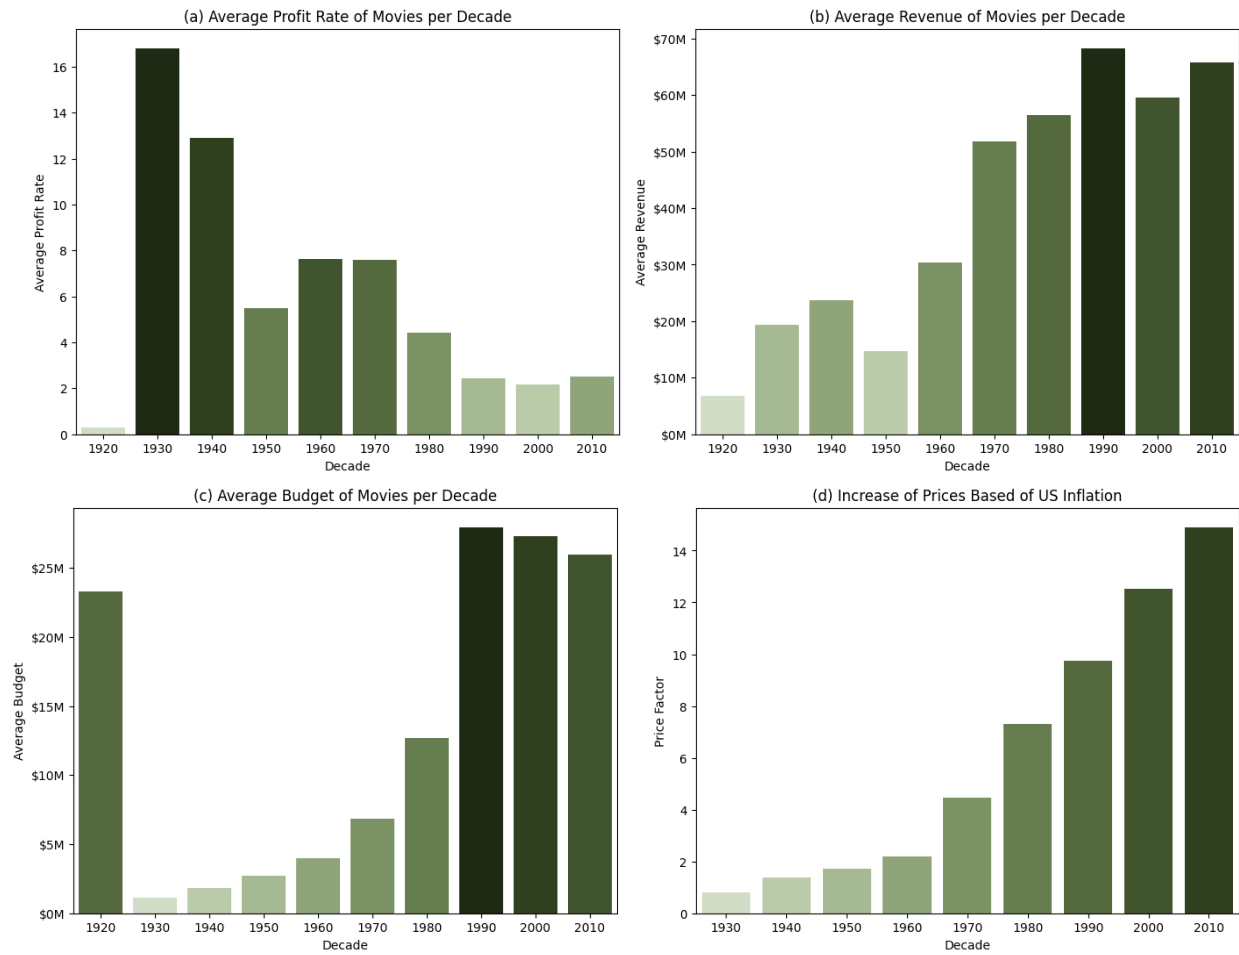 (a) Average Profit Rate of Movies per Decade
16
14
12
10
8
6
4
2
0
Average Profit Rate
1920 1930 1940 1950 1960 1970 1980 1990 2000 2010
Decade
(b) Average Revenue of Movies per Decade
$70M
$60M
$50M
$40M
$30M
$20M
$10M
$0M
Average Revenue
1920 1930 1940 1950 1960 1970 1980 1990 2000 2010
Decade
(c) Average Budget of Movies per Decade
$25M
$20M
$15M
$10M
$5M
$0M
Average Budget
1920 1930 1940 1950 1960 1970 1980 1990 2000 2010
Decade
(d) Increase of Prices Based of US Inflation
14
12
10
8
6
4
2
0
Price Factor
1930 1940 1950 1960 1970 1980 1990 2000 2010
Decade